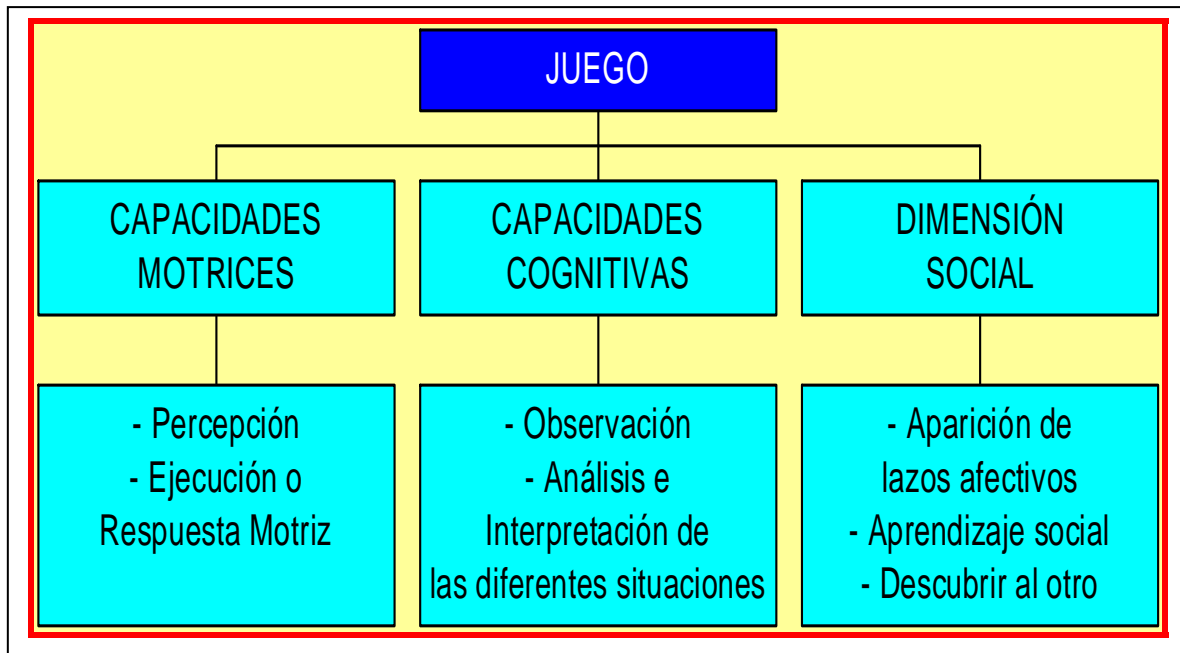 JUEGO
CAPACIDADES
MOTRICES
CAPACIDADES
COGNITIVAS
DIMENSIÓN
SOCIAL
- Percepción
- Ejecución o
Respuesta Motriz
- Observación
- Análisis e
Interpretación de
las diferentes situaciones
- Aparición de
lazos afectivos
- Aprendizaje social
- Descubrir al otro